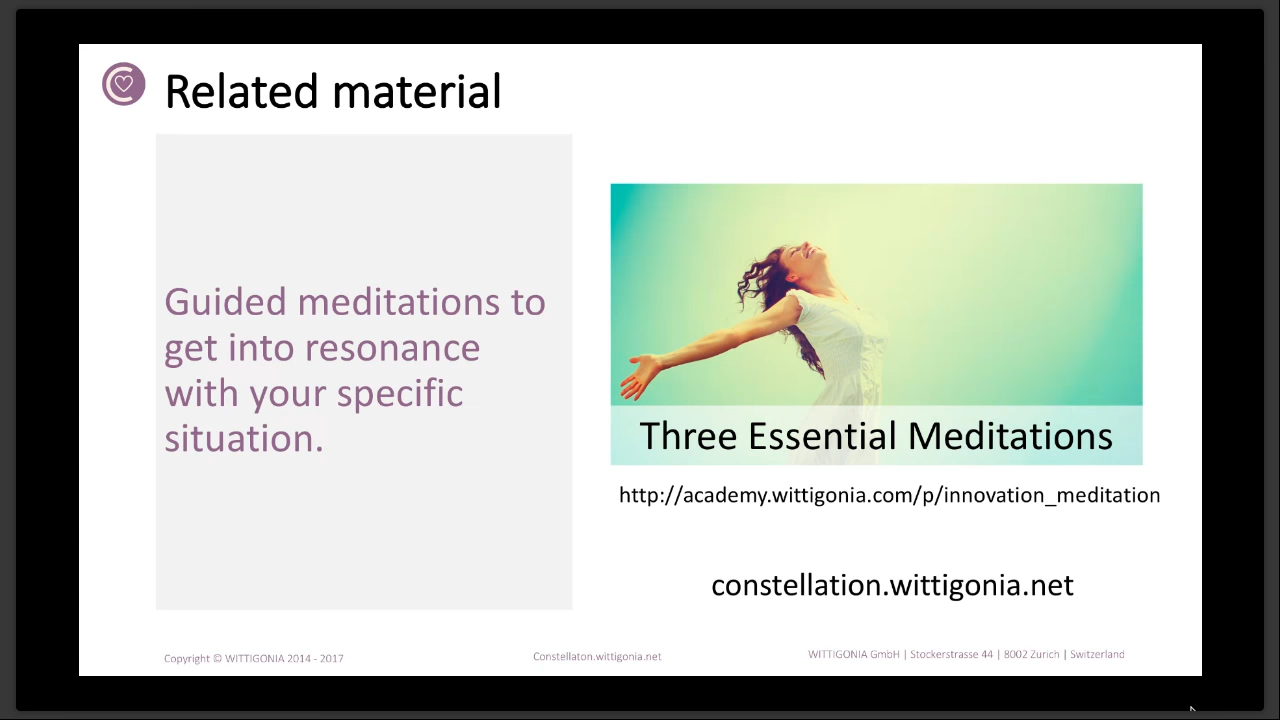 Related material
Guided meditations to
get into resonance
with your specific
situation.
Three Essential Meditations
http://academy.wittigonia.com/p/innovation_meditation
constellation.wittigonia.net
Copyright © WITTIGONIA 2014 - 2017
Constellaton.wittigonia.net
WITTIGONIA GmbH | Stockerstrasse 44 | 8002 Zurich | Switzerland